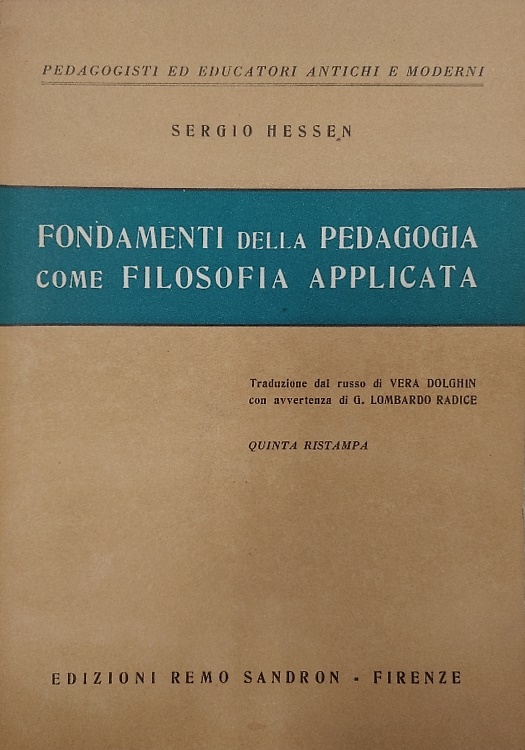 PEDAGOGISTI ED EDUCATORI ANTICHI E MODERNI
SERGIO HESSEN
FONDAMENTI DELLA PEDAGOGIA
COME FILOSOFIA APPLICATA
Traduzione dal russo di VERA DOLGHIN
con avvertenza di G. LOMBARDO RADICE
QUINTA RISTAMPA
EDIZIONI REMO SANDRON - FIRENZE